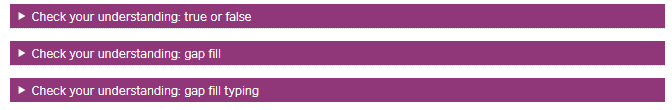 Check your understanding: true or false
Check your understanding: gap fill
Check your understanding: gap fill typing